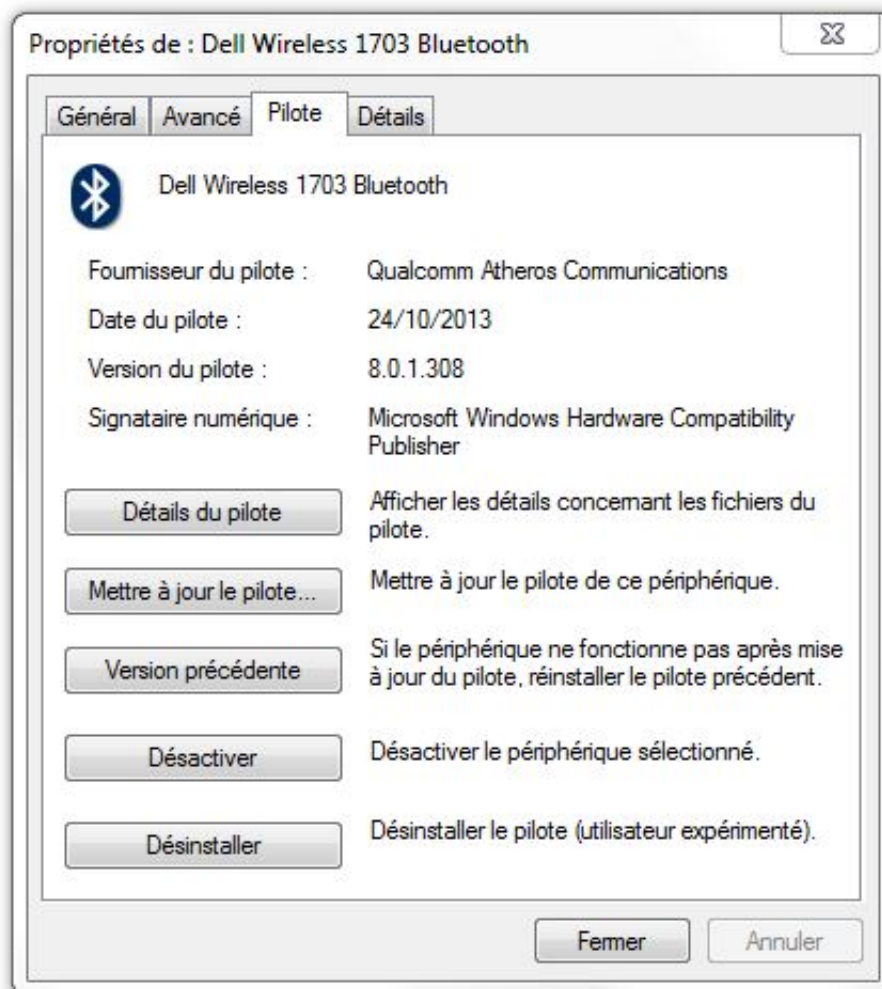 Propriétés de : Dell Wireless 1703 Bluetooth
Général Avancé Pilote Détails
Dell Wireless 1703 Bluetooth
Fournisseur du pilote : Qualcomm Atheros Communications
Date du pilote : 24/10/2013
Version du pilote : 8.0.1.308
Signataire numérique : Microsoft Windows Hardware Compatibility
Publisher
Détails du pilote
Afficher les détails concernant les fichiers du
pilote.
Mettre à jour le pilote...
Mettre à jour le pilote de ce périphérique.
Version précédente
Si le périphérique ne fonctionne pas après mise
à jour du pilote, réinstaller le pilote précédent.
Désactiver
Désactiver le périphérique sélectionné.
Désinstaller
Désinstaller le pilote (utilisateur expérimenté).
Fermer Annuler